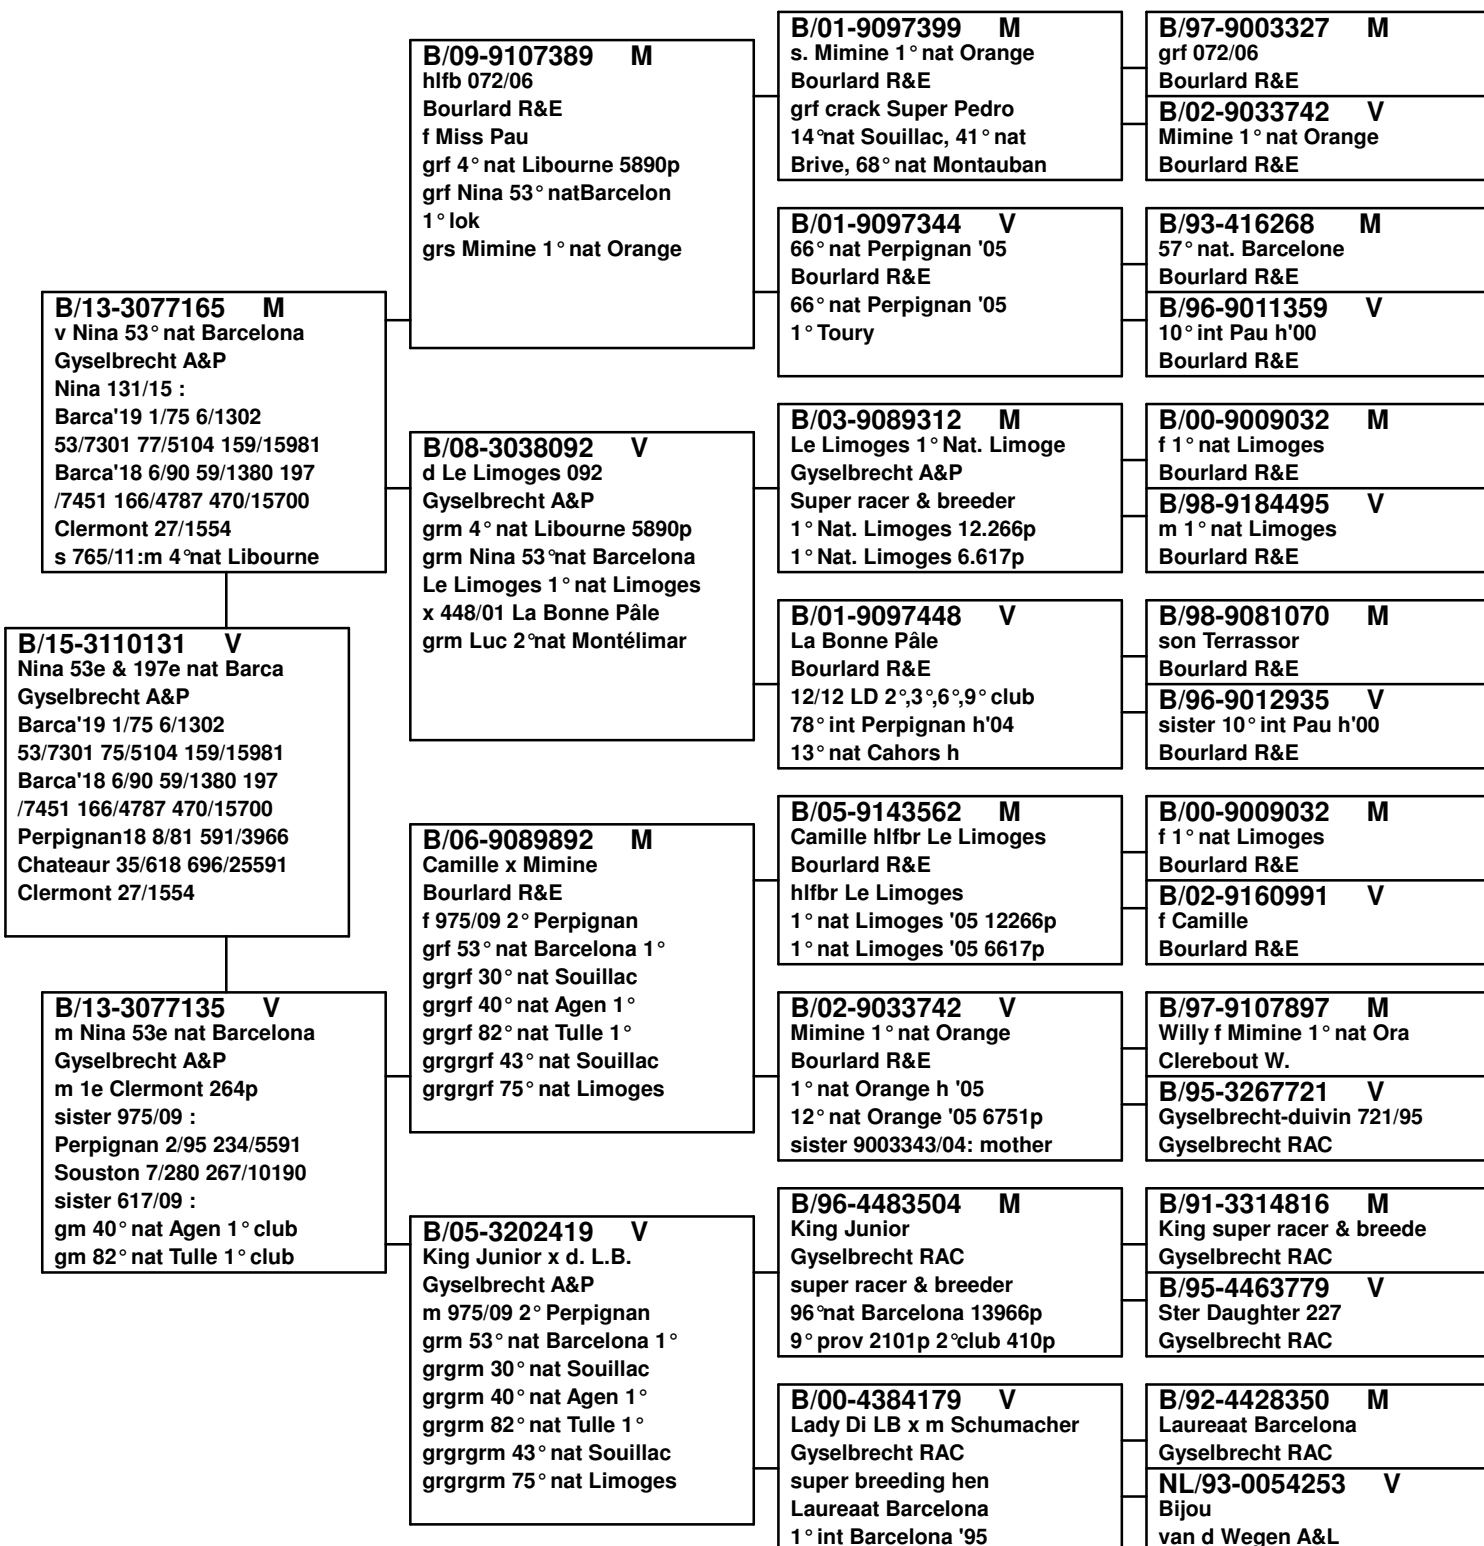 B/15-3110131 V
Nina 53e & 197e nat Barca
Gyselbrecht A&P
Barca'19 1/75 6/1302
53/7301 75/5104 159/15981
Barca'18 6/90 59/1380 197
/7451 166/4787 470/15700
Perpignan18 8/81 591/3966
Chateaur 35/618 696/25591
Clermont 27/1554
B/13-3077165 M
v Nina 53° nat Barcelona
Gyselbrecht A&P
Nina 131/15 :
Barca'19 1/75 6/1302
53/7301 77/5104 159/15981
Barca'18 6/90 59/1380 197
/7451 166/4787 470/15700
Clermont 27/1554
s 765/11:m 4°nat Libourne
B/13-3077135 V
m Nina 53e nat Barcelona
Gyselbrecht A&P
m 1e Clermont 264p
sister 975/09 :
Perpignan 2/95 234/5591
Souston 7/280 267/10190
sister 617/09 :
gm 40° nat Agen 1° club
gm 82° nat Tulle 1° club
B/09-9107389 M
hlfb 072/06
Bourlard R&E
f Miss Pau
grf 4° nat Libourne 5890p
grf Nina 53° natBarcelon
1° lok
grs Mimine 1° nat Orange
B/08-3038092 V
d Le Limoges 092
Gyselbrecht A&P
grm 4° nat Libourne 5890p
grm Nina 53°nat Barcelona
Le Limoges 1° nat Limoges
x 448/01 La Bonne Pâle
grm Luc 2°nat Montélimar
B/06-9089892 M
Camille x Mimine
Bourlard R&E
f 975/09 2° Perpignan
grf 53° nat Barcelona 1°
grgrf 30° nat Souillac
grgrf 40° nat Agen 1°
grgrf 82° nat Tulle 1°
grgrgrf 43° nat Souillac
grgrgrf 75° nat Limoges
B/05-3202419 V
King Junior x d. L.B.
Gyselbrecht A&P
m 975/09 2° Perpignan
grm 53° nat Barcelona 1°
grgrm 30° nat Souillac
grgrm 40° nat Agen 1°
grgrm 82° nat Tulle 1°
grgrgrm 43° nat Souillac
grgrgrm 75° nat Limoges
B/01-9097399 M
s. Mimine 1° nat Orange
Bourlard R&E
grf crack Super Pedro
14°nat Souillac, 41° nat
Brive, 68° nat Montauban
B/01-9097344 V
66° nat Perpignan '05
Bourlard R&E
66° nat Perpignan '05
1° Toury
B/03-9089312 M
Le Limoges 1° Nat. Limoge
Gyselbrecht A&P
Super racer & breeder
1° Nat. Limoges 12.266p
1° Nat. Limoges 6.617p
B/01-9097448 V
La Bonne Pâle
Bourlard R&E
12/12 LD 2°,3°,6°,9° club
78° int Perpignan h'04
13° nat Cahors h
B/05-9143562 M
Camille hlfbr Le Limoges
Bourlard R&E
hlfbr Le Limoges
1° nat Limoges '05 12266p
1° nat Limoges '05 6617p
B/02-9033742 V
Mimine 1° nat Orange
Bourlard R&E
1° nat Orange h '05
12° nat Orange '05 6751p
sister 9003343/04: mother
B/96-4483504 M
King Junior
Gyselbrecht RAC
super racer & breeder
96°nat Barcelona 13966p
9° prov 2101p 2°club 410p
B/00-4384179 V
Lady Di LB x m Schumacher
Gyselbrecht RAC
super breeding hen
Laureaat Barcelona
1° int Barcelona '95
B/97-9003327 M
grf 072/06
Bourlard R&E
B/02-9033742 V
Mimine 1° nat Orange
Bourlard R&E
B/93-416268 M
57° nat. Barcelone
Bourlard R&E
B/96-9011359 V
10° int Pau h'00
Bourlard R&E
B/00-9009032 M
f 1° nat Limoges
Bourlard R&E
B/98-9184495 V
m 1° nat Limoges
Bourlard R&E
B/98-9081070 M
son Terrassor
Bourlard R&E
B/96-9012935 V
sister 10° int Pau h'00
Bourlard R&E
B/00-9009032 M
f 1° nat Limoges
Bourlard R&E
B/02-9160991 V
f Camille
Bourlard R&E
B/97-9107897 M
Willy f Mimine 1° nat Ora
Clerebout W.
B/95-3267721 V
Gyselbrecht-duivin 721/95
Gyselbrecht RAC
B/91-3314816 M
King super racer & breede
Gyselbrecht RAC
B/95-4463779 V
Ster Daughter 227
Gyselbrecht RAC
B/92-4428350 M
Laureaat Barcelona
Gyselbrecht RAC
NL/93-0054253 V
Bijou
van d Wegen A&L